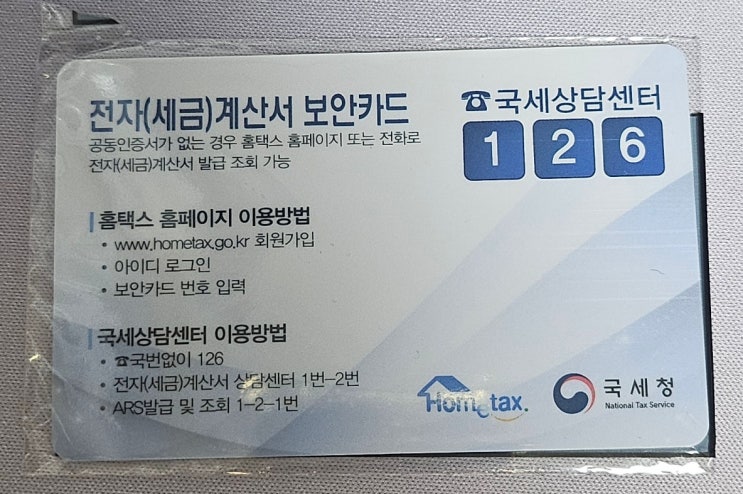 전자(세금)계산서 보안카드
공동인증서가 없는 경우 홈택스 홈페이지 또는 전화로
전자(세금)계산서 발급 조회 가능
☎국세상담센터
1 2 6
홈택스 홈페이지 이용방법
• www.hometax.go.kr 회원가입
• 아이디 로그인
• 보안카드 번호 입력
국세상담센터 이용방법
• ☎국번없이 126
• 전자(세금)계산서 상담센터 1번-2번
• ARS발급 및 조회 1-2-1번
Hometax.
국세청
National Tax Service